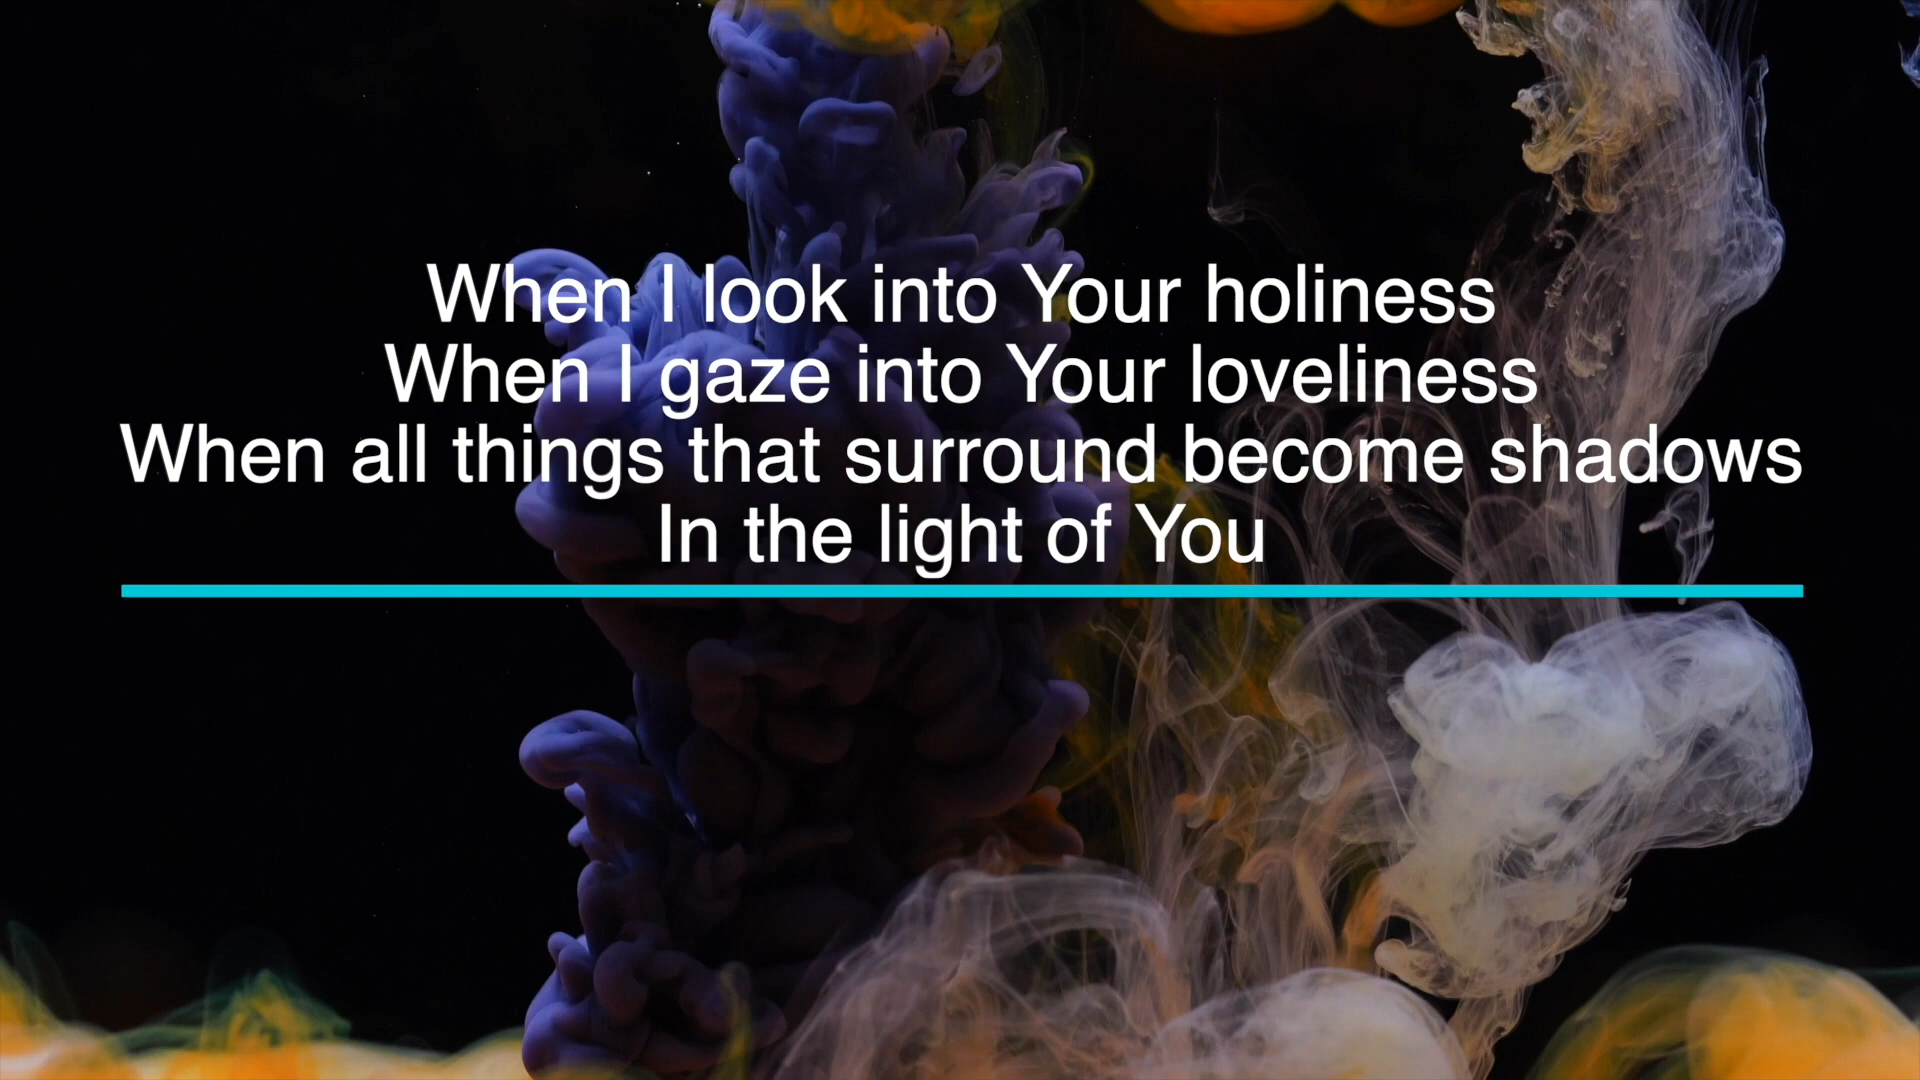 When I look into Your holiness
When I gaze into Your loveliness
When all things that surround become shadows
In the light of You